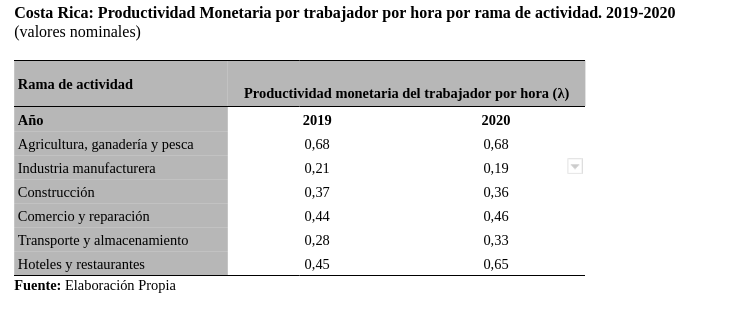 Costa Rica: Productividad Monetaria por trabajador por hora por rama de actividad. 2019-2020
(valores nominales)
Rama de actividad Productividad monetaria del trabajador por hora (λ)
Año 2019 2020
Agricultura, ganadería y pesca 0,68 0,68
Industria manufacturera 0,21 0,19
Construcción 0,37 0,36
Comercio y reparación 0,44 0,46
Transporte y almacenamiento 0,28 0,33
Hoteles y restaurantes 0,45 0,65
Fuente: Elaboración Propia